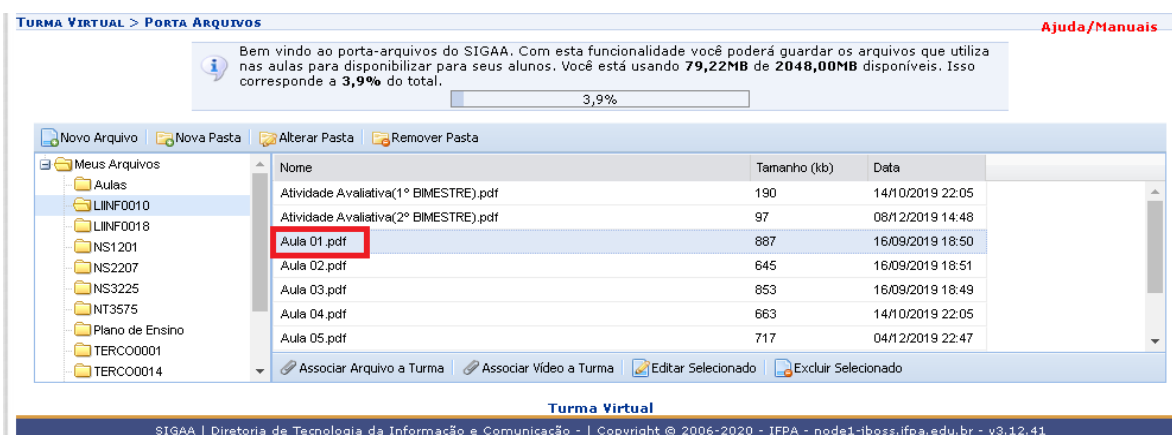 TURMA VIRTUAL > PORTA ARQUIVOS
Ajuda/Manuais
Bem vindo ao porta-arquivos do SIGAA. Com esta funcionalidade você poderá guardar os arquivos que utiliza
nas aulas para disponibilizar para seus alunos. Você está usando 79,22MB de 2048,00MB disponíveis. Isso
corresponde a 3,9% do total.
3,9%
Novo Arquivo Nova Pasta Alterar Pasta Remover Pasta
Meus Arquivos
Aulas
LIINF0010
LIINF0018
NS1201
NS2207
NS3225
NT3575
Plano de Ensino
TERCO0001
TERCO0014
Nome Tamanho (kb) Data
Atividade Avaliativa(1º BIMESTRE).pdf 190 14/10/2019 22:05
Atividade Avaliativa(2º BIMESTRE).pdf 97 08/12/2019 14:48
Aula 01.pdf 887 16/09/2019 18:50
Aula 02.pdf 645 16/09/2019 18:51
Aula 03.pdf 853 16/09/2019 18:49
Aula 04.pdf 663 14/10/2019 22:05
Aula 05.pdf 717 04/12/2019 22:47
Associar Arquivo a Turma Associar Vídeo a Turma Editar Selecionado Excluir Selecionado
Turma Virtual
SIGAA | Diretoria de Tecnologia da Informação e Comunicação - | Copyright © 2006-2020 - IFPA - node1-jboss.ifpa.edu.br - v3.12.41